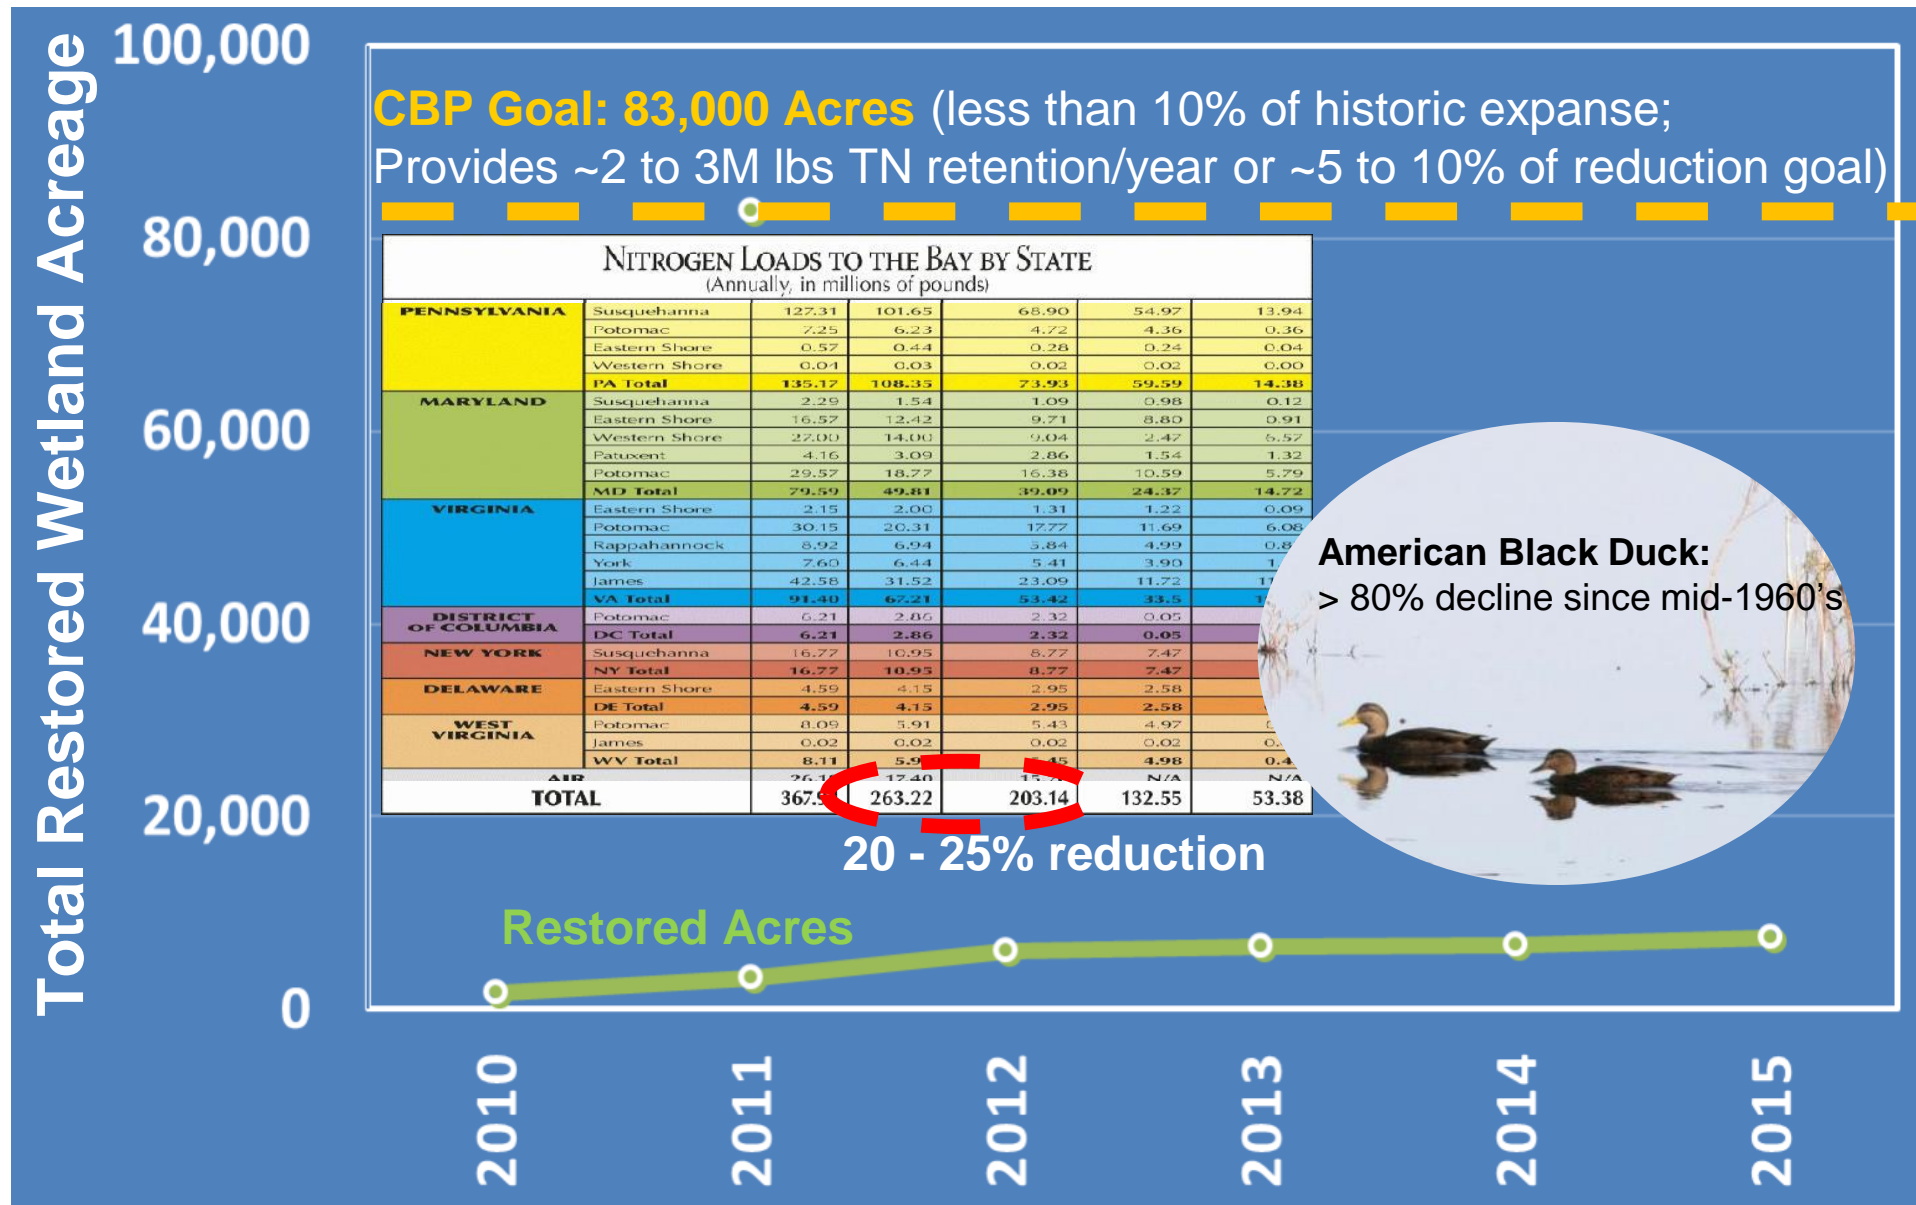 Total Restored Wetland Acreage
100,000
80,000
60,000
40,000
20,000
0
CBP Goal: 83,000 Acres (less than 10% of historic expanse;
Provides ~2 to 3M lbs TN retention/year or ~5 to 10% of reduction goal)
NITROGEN LOADS TO THE BAY BY STATE
(Annually, in millions of pounds)
PENNSYLVANIA Susquehanna 127.31 101.65 68.90 54.97 13.94
Potomac 7.25 6.23 4.72 4.36 0.36
Eastern Shore 0.57 0.44 0.28 0.24 0.04
Western Shore 0.04 0.03 0.02 0.02 0.00
PA Total 135.17 108.35 73.93 59.59 14.38
MARYLAND Susquehanna 2.29 1.54 1.09 0.98 0.12
Eastern Shore 16.57 12.42 9.71 8.80 0.91
Western Shore 27.00 14.00 9.04 2.47 6.57
Patuxent 4.16 3.09 2.86 1.54 1.32
Potomac 29.57 18.77 16.38 10.59 5.79
MD Total 79.59 49.81 39.09 24.37 14.72
VIRGINIA Eastern Shore 2.15 2.00 1.31 1.22 0.09
Potomac 30.15 20.31 17.77 11.69 6.08
Rappahannock 8.92 6.94 5.84 4.99
York 7.60 6.44 5.41 3.90
James 42.58 31.52 23.09 11.72
VA Total 91.40 67.21 53.42 33.5
DISTRICT OF COLUMBIA Potomac 6.21 2.86 2.32 0.05
DC Total 6.21 2.86 2.32 0.05
NEW YORK Susquehanna 16.77 10.95 8.77 7.47
NY Total 16.77 10.95 8.77 7.47
DELAWARE Eastern Shore 4.59 4.15 2.95 2.58
DE Total 4.59 4.15 2.95 2.58
WEST VIRGINIA Potomac 8.09 5.91 5.43 4.97
James 0.02 0.02 0.02 0.02
WV Total 8.11 4.98
AIR 17.40 N/A N/A
TOTAL 263.22 203.14 132.55 53.38
American Black Duck:
> 80% decline since mid-1960's
20 - 25% reduction
Restored Acres
2010
2011
2012
2013
2014
2015